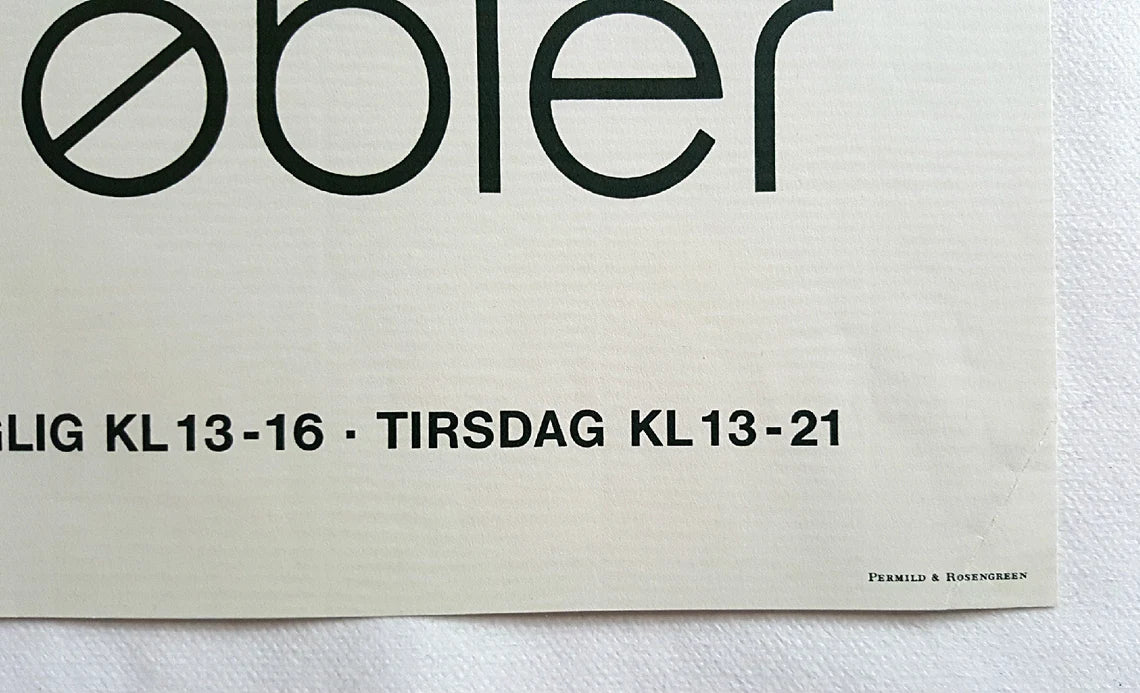 øbler
GLIG KL 13-16 · TIRSDAG KL 13-21
PERMILD & ROSENGREEN